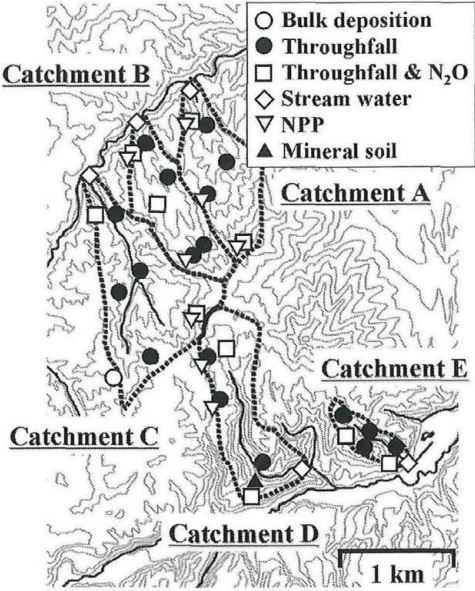 Bulk deposition
Throughfall
Throughfall & N₂O
Stream water
NPP
Mineral soil
Catchment B
Catchment A
Catchment E
Catchment C
Catchment D
1 km